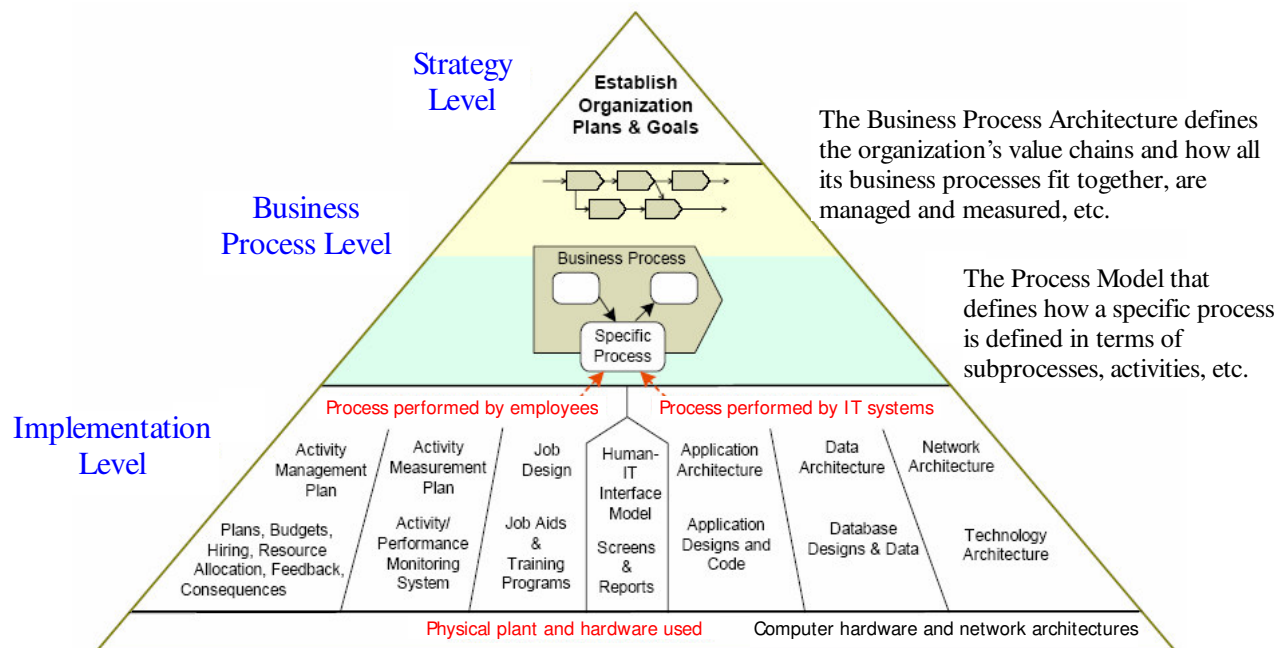 Strategy
Level
Establish
Organization
Plans & Goals
The Business Process Architecture defines
the organization's value chains and how all
its business processes fit together, are
managed and measured, etc.
Business
Process Level
Business Process
Specific
Process
The Process Model that
defines how a specific process
is defined in terms of
subprocesses, activities, etc.
Implementation
Level
Process performed by employees
Process performed by IT systems
Activity
Management
Plan
Plans, Budgets,
Hiring, Resource
Allocation, Feedback,
Consequences
Activity
Measurement
Plan
Activity/
Performance
Monitoring
System
Job
Design
Job Aids
&
Training
Programs
Human-
IT
Interface
Model
Screens
&
Reports
Application
Architecture
Application
Designs and
Code
Data
Architecture
Database
Designs & Data
Network
Architecture
Technology
Architecture
Physical plant and hardware used
Computer hardware and network architectures